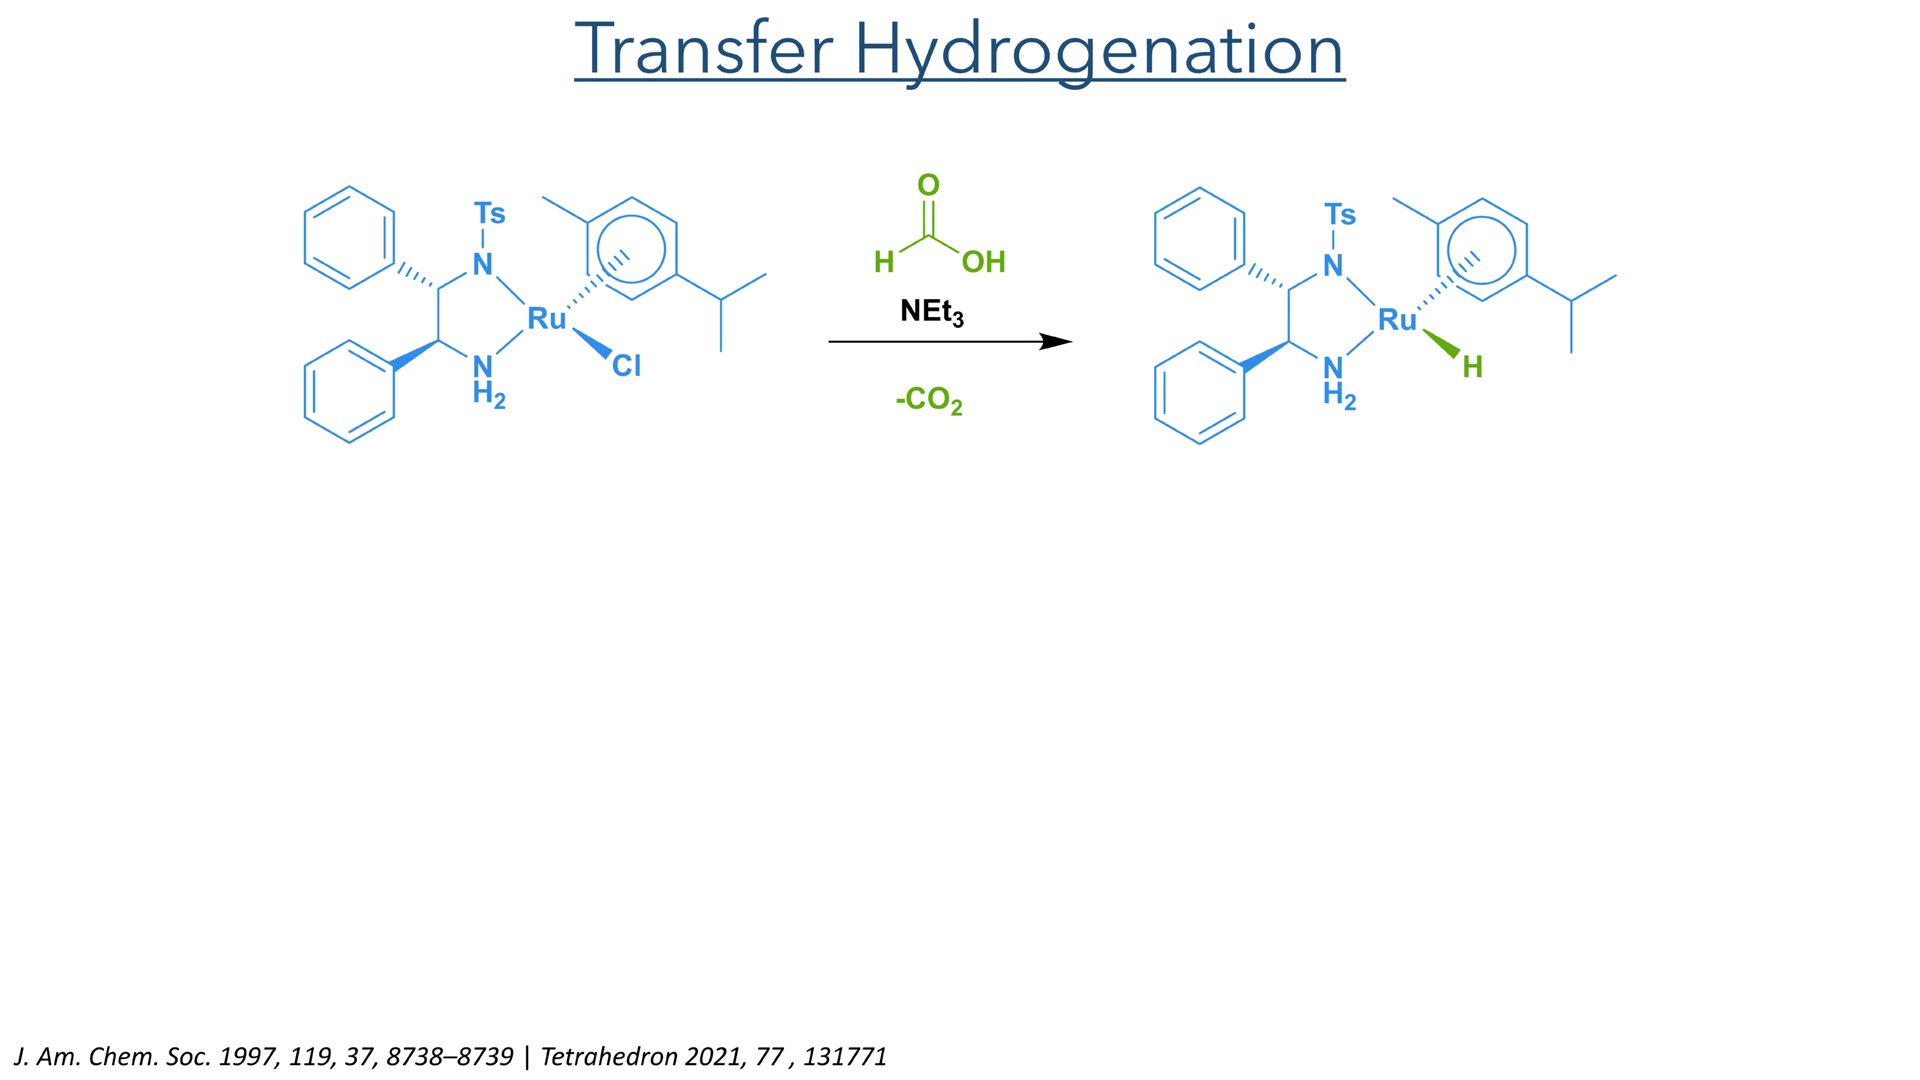 Transfer Hydrogenation
Ts
N
Ru
Cl
N
H2
O
H
OH
NEt3
-CO2
Ts
N
Ru
H
N
H2
J. Am. Chem. Soc. 1997, 119, 37, 8738–8739 | Tetrahedron 2021, 77 , 131771